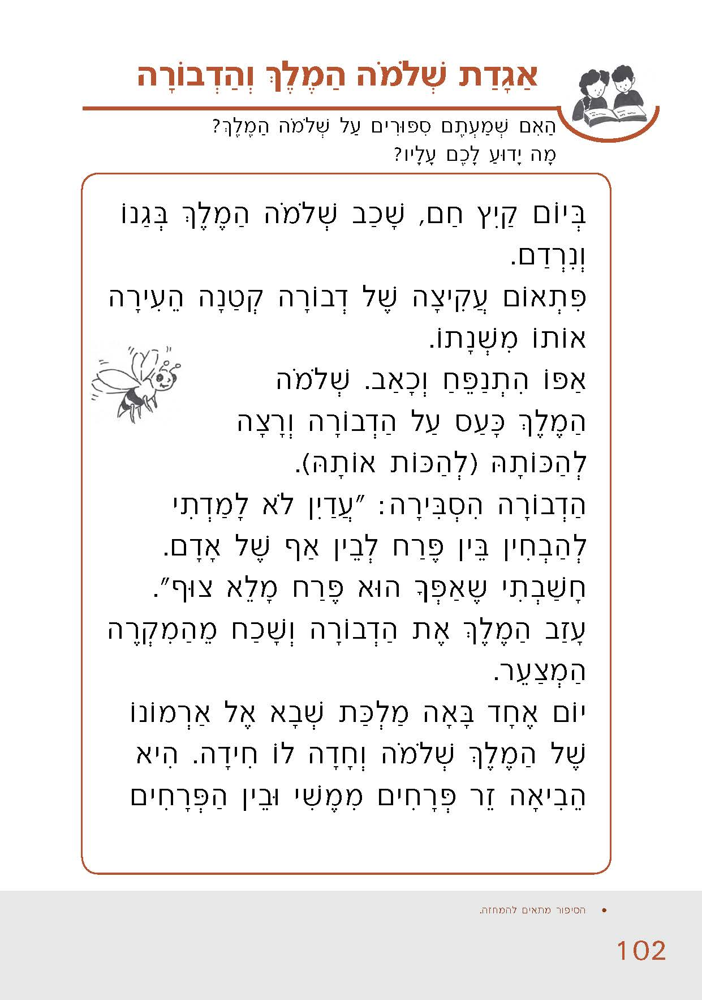 אַגָּדַת שְׁלֹמֹה הַמֶּלֶךְ וְהַדְּבוֹרָה
הַאִם שְׁמַעְתֶּם סִפּוּרִים עַל שְׁלֹמֹה הַמֶּלֶךְ?
מָה יָדוּעַ לָכֶם עָלָיו?
בְּיוֹם קַיִץ חַם, שָׁכַב שְׁלֹמֹה הַמֶּלֶךְ בְּגַנּוֹ
וְנִרְדַּם.
פִּתְאוֹם עֲקִיצָה שֶׁל דְּבוֹרָה קְטַנָּה הֵעִירָה
אוֹתוֹ מִשְּׁנָתוֹ.
אַפּוֹ הִתְנַפֵּחַ וְכָאַב. שְׁלֹמֹה
הַמֶּלֶךְ כָּעַס עַל הַדְּבוֹרָה וְרָצָה
לְהַכּוֹתָהּ (לְהַכּוֹת אוֹתָהּ).
הַדְּבוֹרָה הִסְבִּירָה: "עֲדַיִן לֹא לָמַדְתִּי
לְהַבְחִין בֵּין פֶּרַח לְבֵין אַף שֶׁל אָדָם.
חָשַׁבְתִּי שֶׁאַפְּךָ הוּא פֶּרַח מָלֵא צוּף".
עָזַב הַמֶּלֶךְ אֶת הַדְּבוֹרָה וְשָׁכַח מֵהַמִּקְרֶה
הַמְּצַעֵר.
יוֹם אֶחָד בָּאָה מַלְכַּת שְׁבָא אֶל אַרְמוֹנוֹ
שֶׁל הַמֶּלֶךְ שְׁלֹמֹה וְחָדָה לוֹ חִידָה. הִיא
הֵבִיאָה זֵר פְּרָחִים מִמֶּשִׁי וּבֵין הַפְּרָחִים
• הסיפור מתאים להמחזה.
102